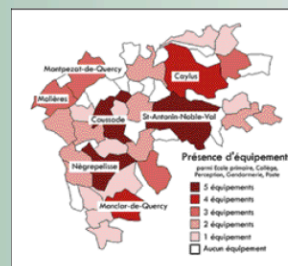 Montpezat-de-Quercy
Caylus
Molières
Caussade
St-Antonin-Noble-Val
Nègrepelisse
Monclar-de-Quercy
Présence d'équipement
parmi Ecole primaire, Collège,
Perception, Gendarmerie, Poste
5 équipements
4 équipements
3 équipements
2 équipements
1 équipement
Aucun équipement